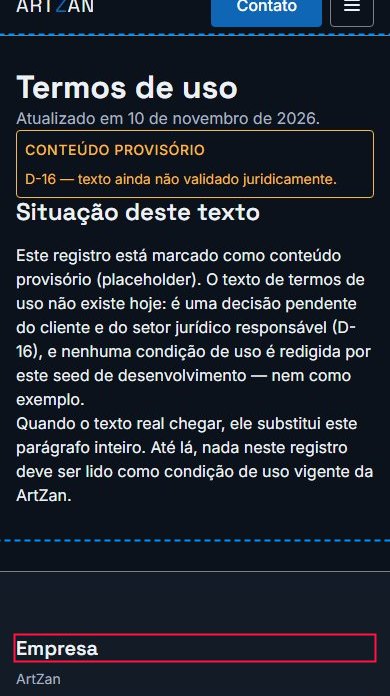 ARTZAN
Contato
Termos de uso
Atualizado em 10 de novembro de 2026.
CONTEÚDO PROVISÓRIO
D-16 — texto ainda não validado juridicamente.
Situação deste texto
Este registro está marcado como conteúdo
provisório (placeholder). O texto de termos de
uso não existe hoje: é uma decisão pendente
do cliente e do setor jurídico responsável (D-
16), e nenhuma condição de uso é redigida por
este seed de desenvolvimento — nem como
exemplo.
Quando o texto real chegar, ele substitui este
parágrafo inteiro. Até lá, nada neste registro
deve ser lido como condição de uso vigente da
ArtZan.
Empresa
ArtZan